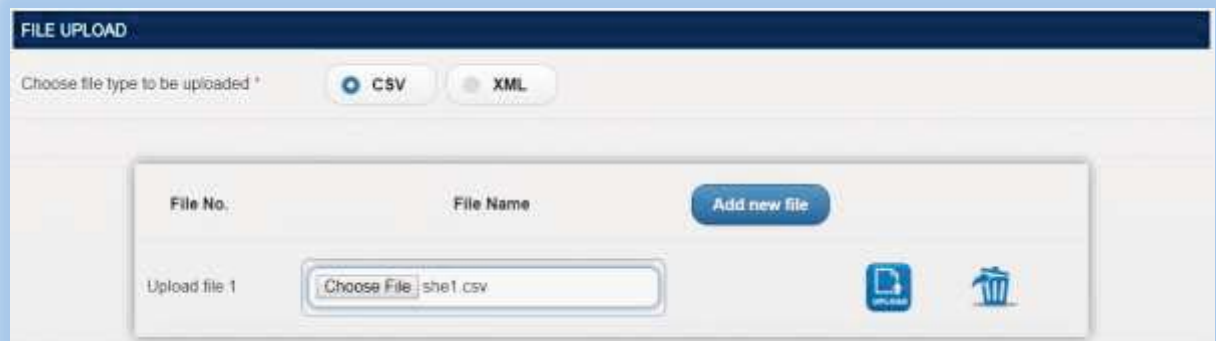 FILE UPLOAD
Choose file type to be uploaded * CSV XML
File No. File Name Add new file
Upload file 1 Choose File she1.csv UPLOAD